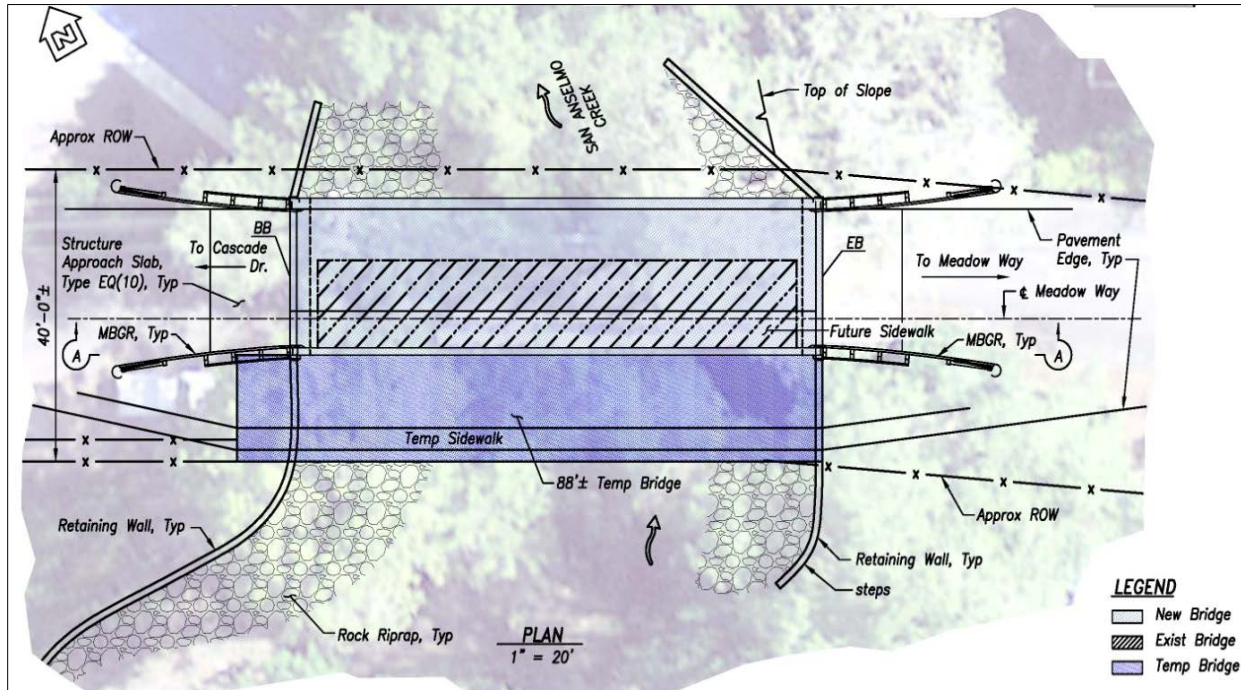 N
SAN ANSELMO
CREEK
Top of Slope
Approx ROW
40'-0"±
Structure
Approach Slab,
Type EQ(10), Typ
To Cascade
Dr.
BB
EB
Pavement
Edge, Typ
To Meadow Way
℄ Meadow Way
MBGR, Typ
A
Future Sidewalk
MBGR, Typ
A
Temp Sidewalk
88'± Temp Bridge
Approx ROW
Retaining Wall, Typ
Retaining Wall, Typ
steps
Rock Riprap, Typ
PLAN
1" = 20'
LEGEND
New Bridge
Exist Bridge
Temp Bridge